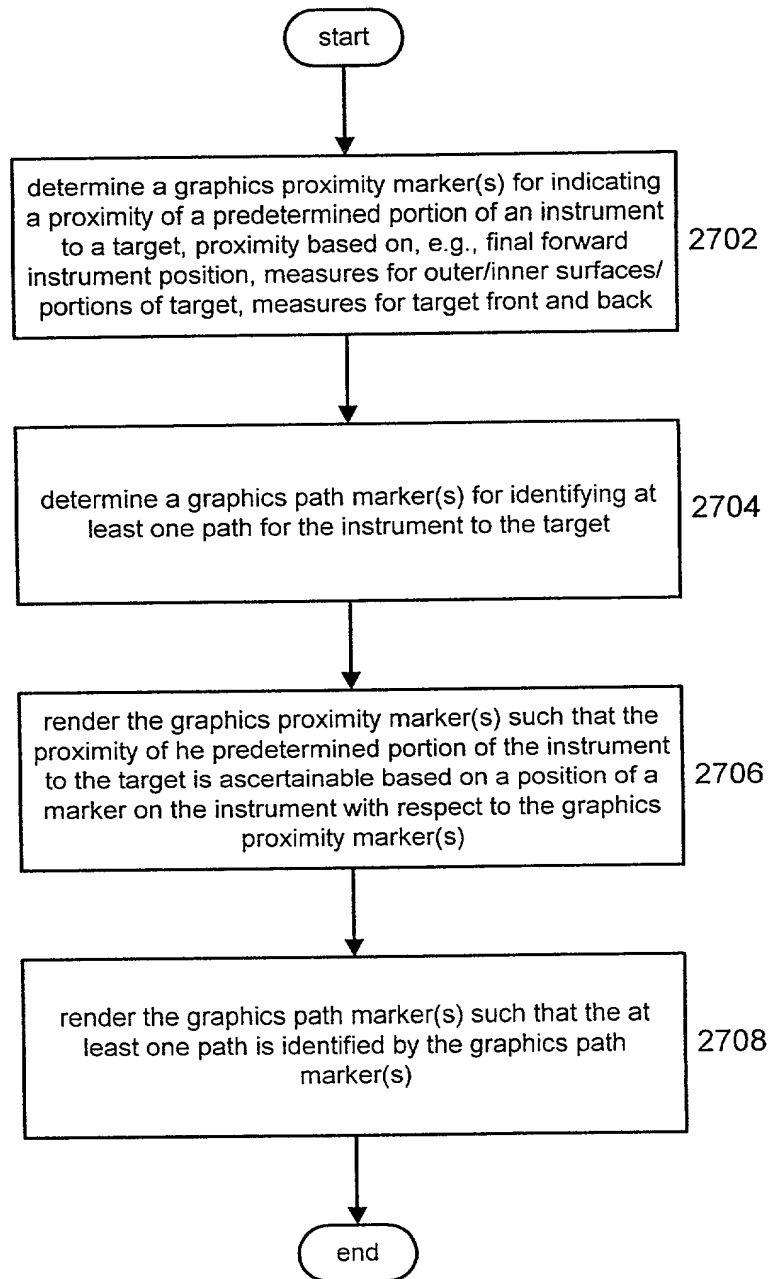 start
determine a graphics proximity marker(s) for indicating
a proximity of a predetermined portion of an instrument
to a target, proximity based on, e.g., final forward
instrument position, measures for outer/inner surfaces/
portions of target, measures for target front and back
2702
determine a graphics path marker(s) for identifying at
least one path for the instrument to the target
2704
render the graphics proximity marker(s) such that the
proximity of he predetermined portion of the instrument
to the target is ascertainable based on a position of a
marker on the instrument with respect to the graphics
proximity marker(s)
2706
render the graphics path marker(s) such that the at
least one path is identified by the graphics path
marker(s)
2708
end